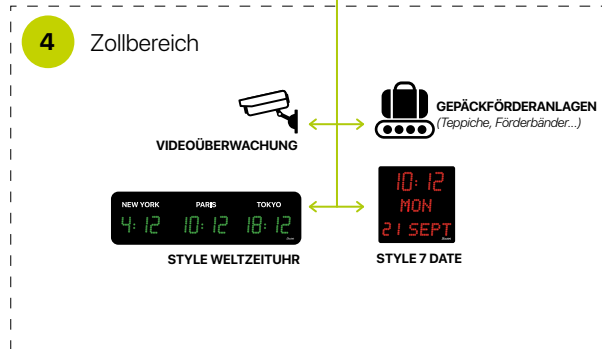 4 Zollbereich
VIDEOÜBERWACHUNG
GEPÄCKFÖRDERANLAGEN
(Teppiche, Förderbänder...)
NEW YORK PARIS TOKYO
4:12 10:12 18:12
STYLE WELTZEITUHR
10:12
MON
21 SEPT
STYLE 7 DATE